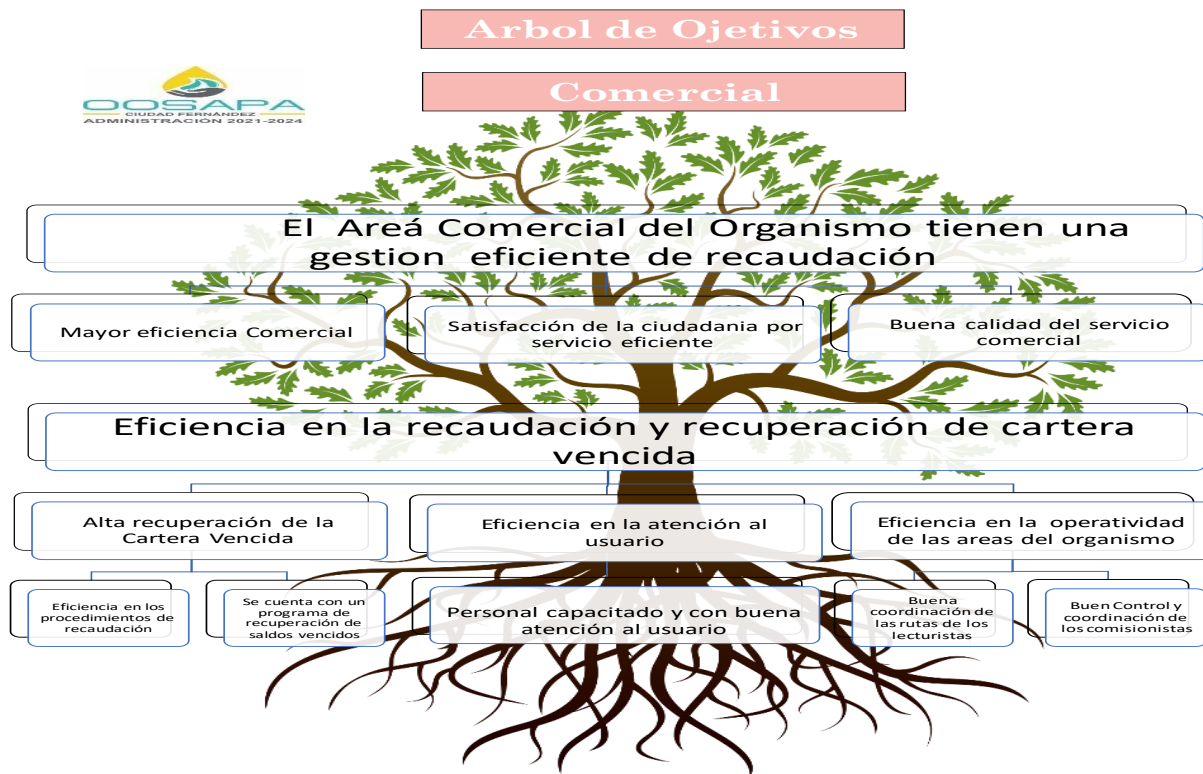 Arbol de Ojetivos
Comercial
OOSAPA
CIUDAD FERNÁNDEZ
ADMINISTRACIÓN 2021-2024
El Areá Comercial del Organismo tienen una
gestion eficiente de recaudación
Mayor eficiencia Comercial
Satisfacción de la ciudadania por
servicio eficiente
Buena calidad del servicio
comercial
Eficiencia en la recaudación y recuperación de cartera
vencida
Alta recuperación de la
Cartera Vencida
Eficiencia en la atención al
usuario
Eficiencia en la operatividad
de las areas del organismo
Eficiencia en los
procedimientos de
recaudación
Se cuenta con un
programa de
recuperación de
saldos vencidos
Personal capacitado y con buena
atención al usuario
Buena
coordinación de
las rutas de los
lecturistas
Buen Control y
coordinación de
los comisionistas